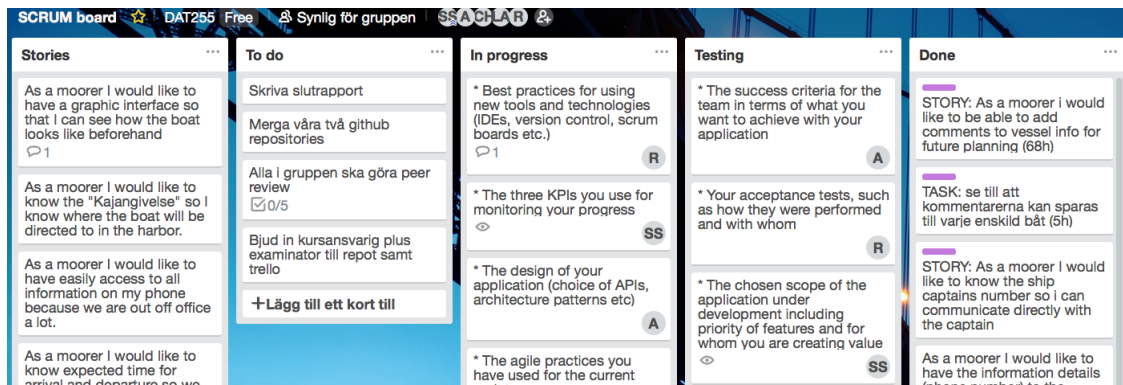 SCRUM board DAT255 Free Synlig för gruppen SS A CH LA R
Stories
As a moorer I would like to
have a graphic interface so
that I can see how the boat
looks like beforehand
1
As a moorer I would like to
know the "Kajangivelse" so I
know where the boat will be
directed to in the harbor.
As a moorer I would like to
have easily access to all
information on my phone
because we are out off office
a lot.
As a moorer I would like to
know expected time for
arrival and departure so we
To do
Skriva slutrapport
Merga våra två github
repositories
Alla i gruppen ska göra peer
review
0/5
Bjud in kursansvarig plus
examinator till repot samt
trello
+Lägg till ett kort till
In progress
* Best practices for using
new tools and technologies
(IDEs, version control, scrum
boards etc.)
1
R
* The three KPIs you use for
monitoring your progress
SS
* The design of your
application (choice of APIs,
architecture patterns etc)
A
* The agile practices you
have used for the current
Testing
* The success criteria for the
team in terms of what you
want to achieve with your
application
A
* Your acceptance tests, such
as how they were performed
and with whom
R
* The chosen scope of the
application under
development including
priority of features and for
whom you are creating value
SS
Done
STORY: As a moorer i would
like to be able to add
comments to vessel info for
future planning (68h)
TASK: se till att
kommentarerna kan sparas
till varje enskild båt (5h)
STORY: As a moorer I would
like to know the ship
captains number so i can
communicate directly with
the captain
As a moorer I would like to
have the information details
(phone number) to the